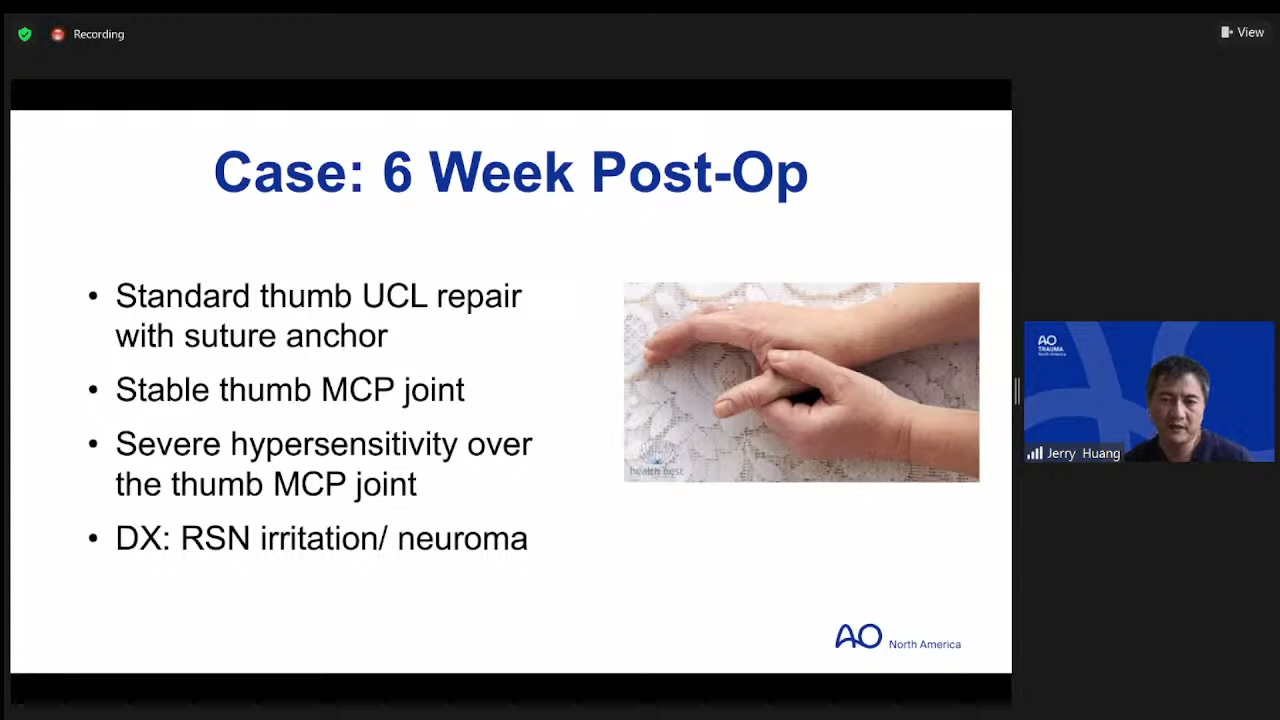 Recording
View
Case: 6 Week Post-Op
• Standard thumb UCL repair
with suture anchor
• Stable thumb MCP joint
• Severe hypersensitivity over
the thumb MCP joint
• DX: RSN irritation/ neuroma
health best
AO North America
AO
TRAUMA
North America
Jerry Huang